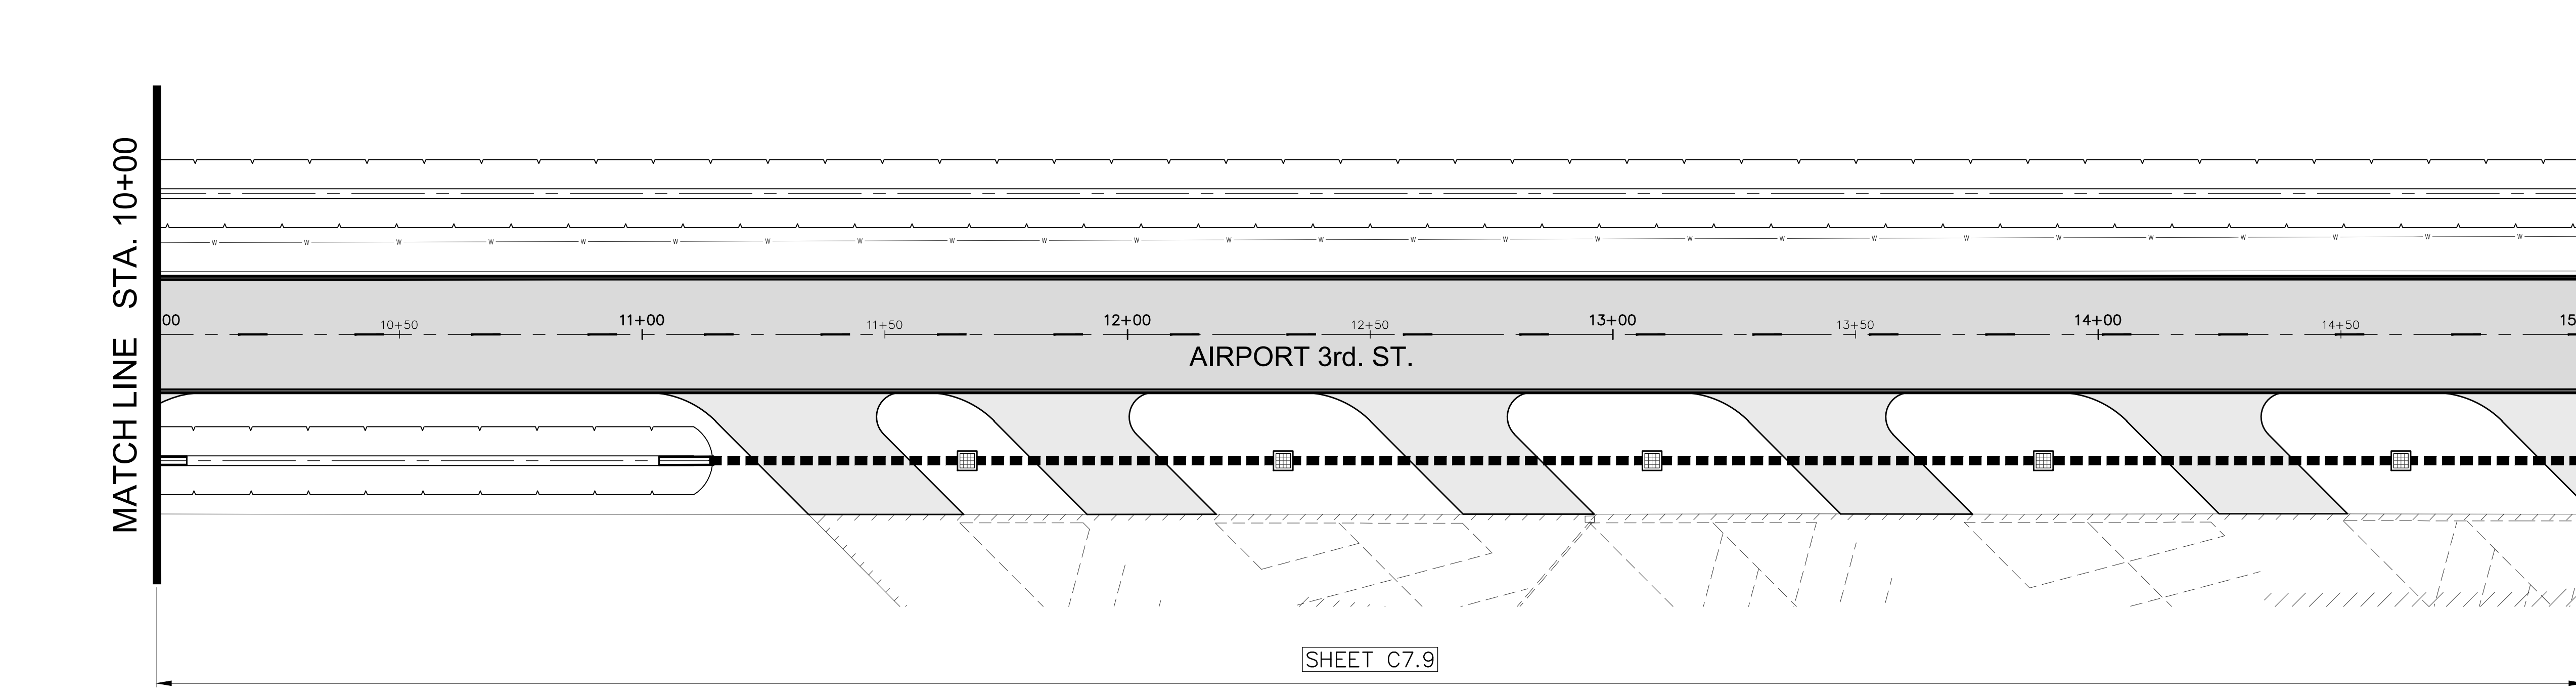 MATCH LINE STA. 10+00
W W W W W W W W W W W W W W W W W W W W W W W W W W
00 10+50 11+00 11+50 12+00 12+50 13+00 13+50 14+00 14+50 15
AIRPORT 3rd. ST.
SHEET C7.9